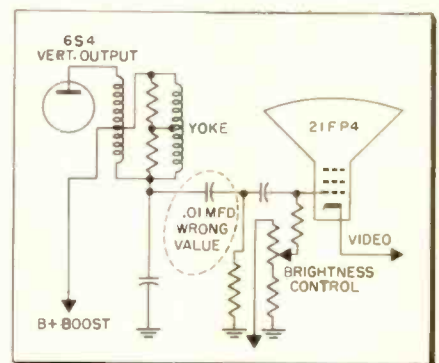 6S4
VERT. OUTPUT
YOKE
21FP4
.01 MFD
WRONG
VALUE
VIDEO
BRIGHTNESS
CONTROL
B+ BOOST